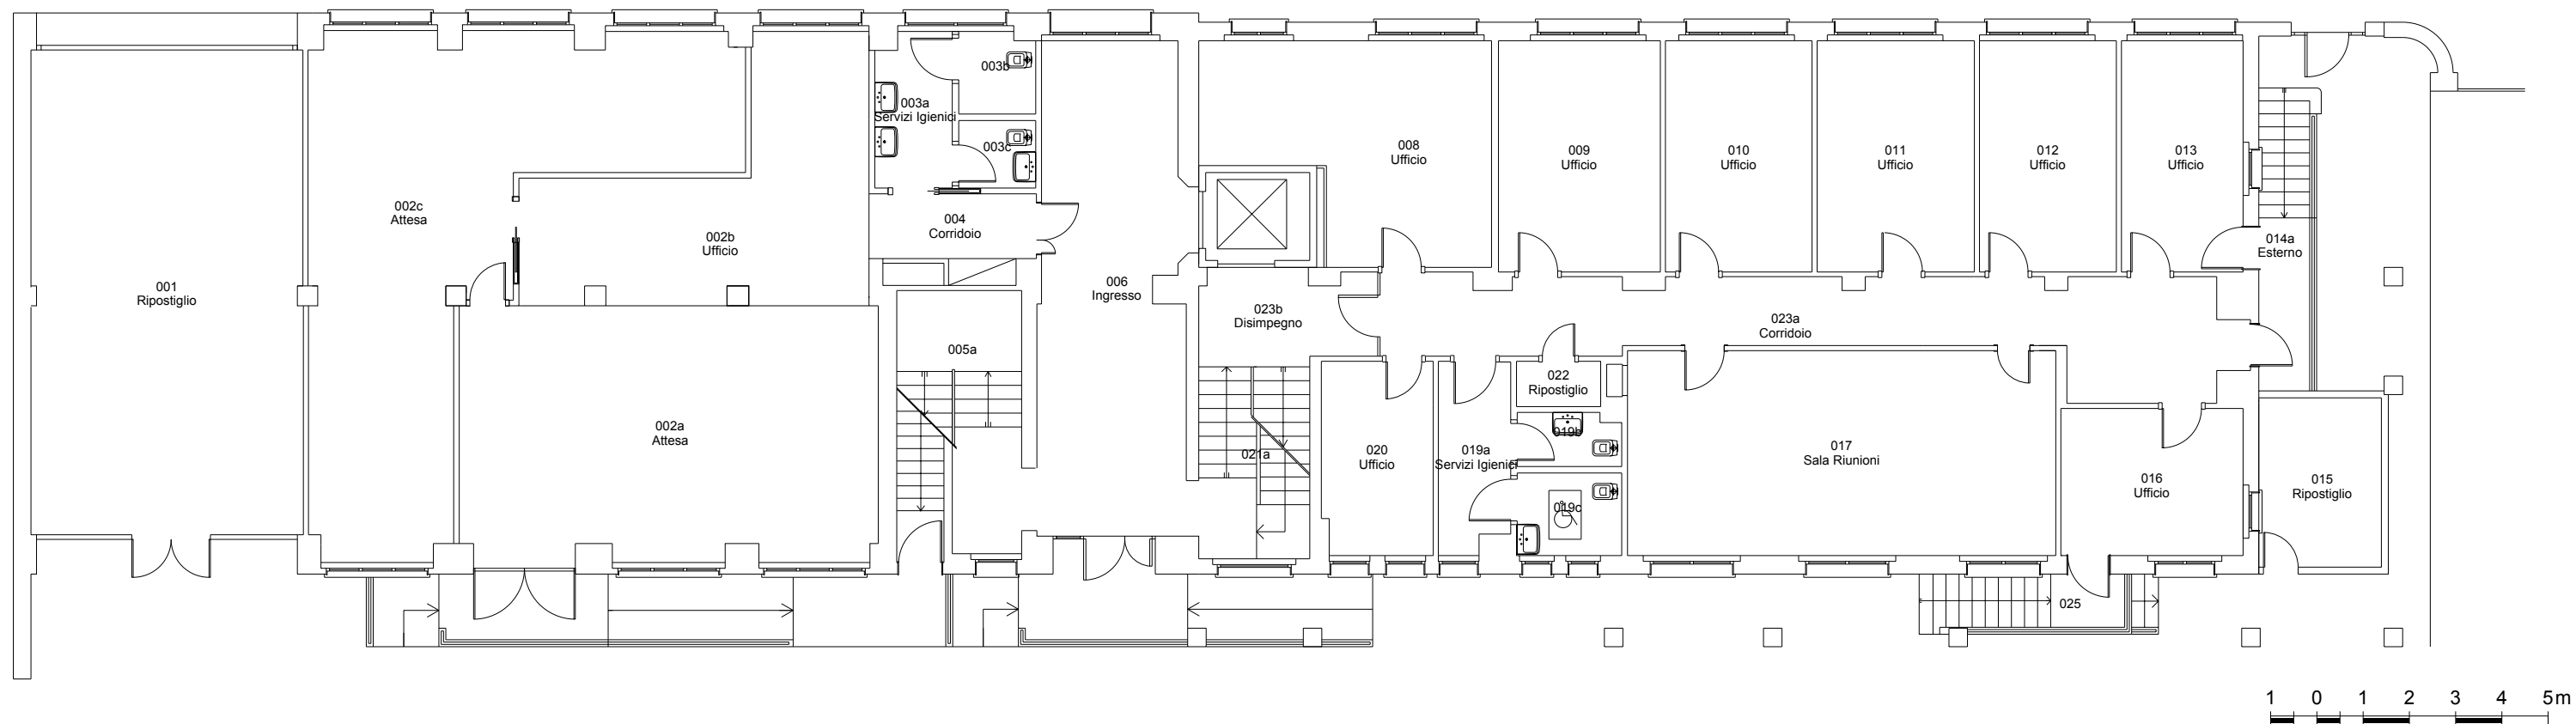 003b
003a
Servizi Igienici
003c
008
Ufficio
009
Ufficio
010
Ufficio
011
Ufficio
012
Ufficio
013
Ufficio
002c
Attesa
004
Corridoio
002b
Ufficio
014a
Esterno
001
Ripostiglio
006
Ingresso
023b
Disimpegno
023a
Corridoio
005a
022
Ripostiglio
002a
Attesa
021a
020
Ufficio
019a
Servizi Igienici
019b
019c
017
Sala Riunioni
016
Ufficio
015
Ripostiglio
025
1 0 1 2 3 4 5m